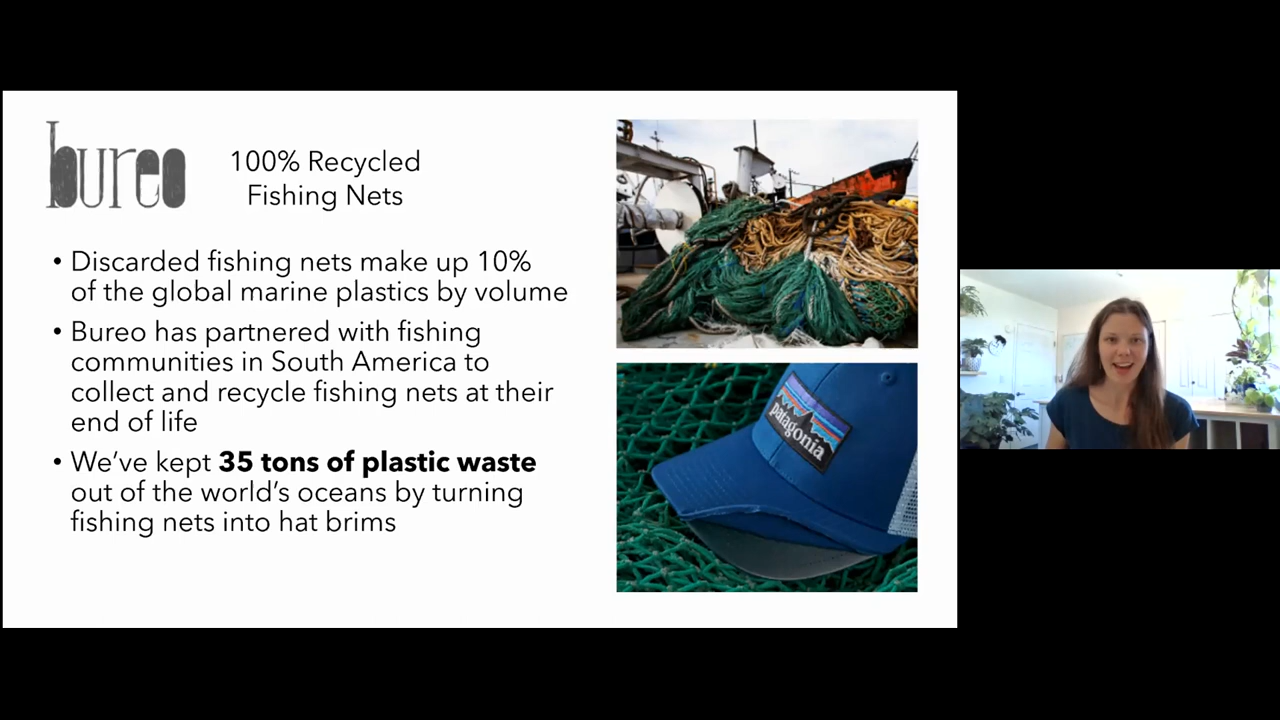 bureo
100% Recycled
Fishing Nets
• Discarded fishing nets make up 10%
of the global marine plastics by volume
• Bureo has partnered with fishing
communities in South America to
collect and recycle fishing nets at their
end of life
• We’ve kept 35 tons of plastic waste
out of the world’s oceans by turning
fishing nets into hat brims
patagonia